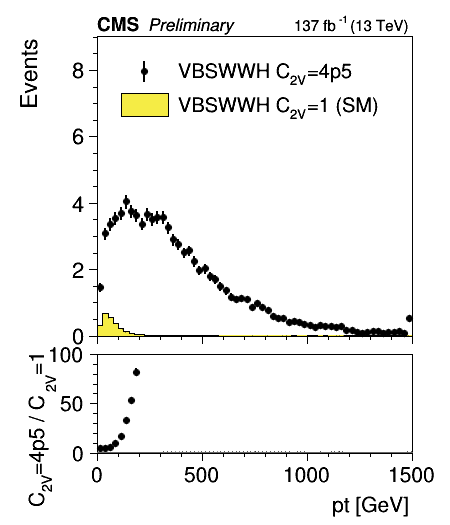 CMS Preliminary 137 fb⁻¹ (13 TeV)
Events
8
6
4
2
0
VBSWWH C₂ᵥ=4p5
VBSWWH C₂ᵥ=1 (SM)
C₂ᵥ=4p5 / C₂ᵥ=1
100
50
0
0 500 1000 1500
pt [GeV]